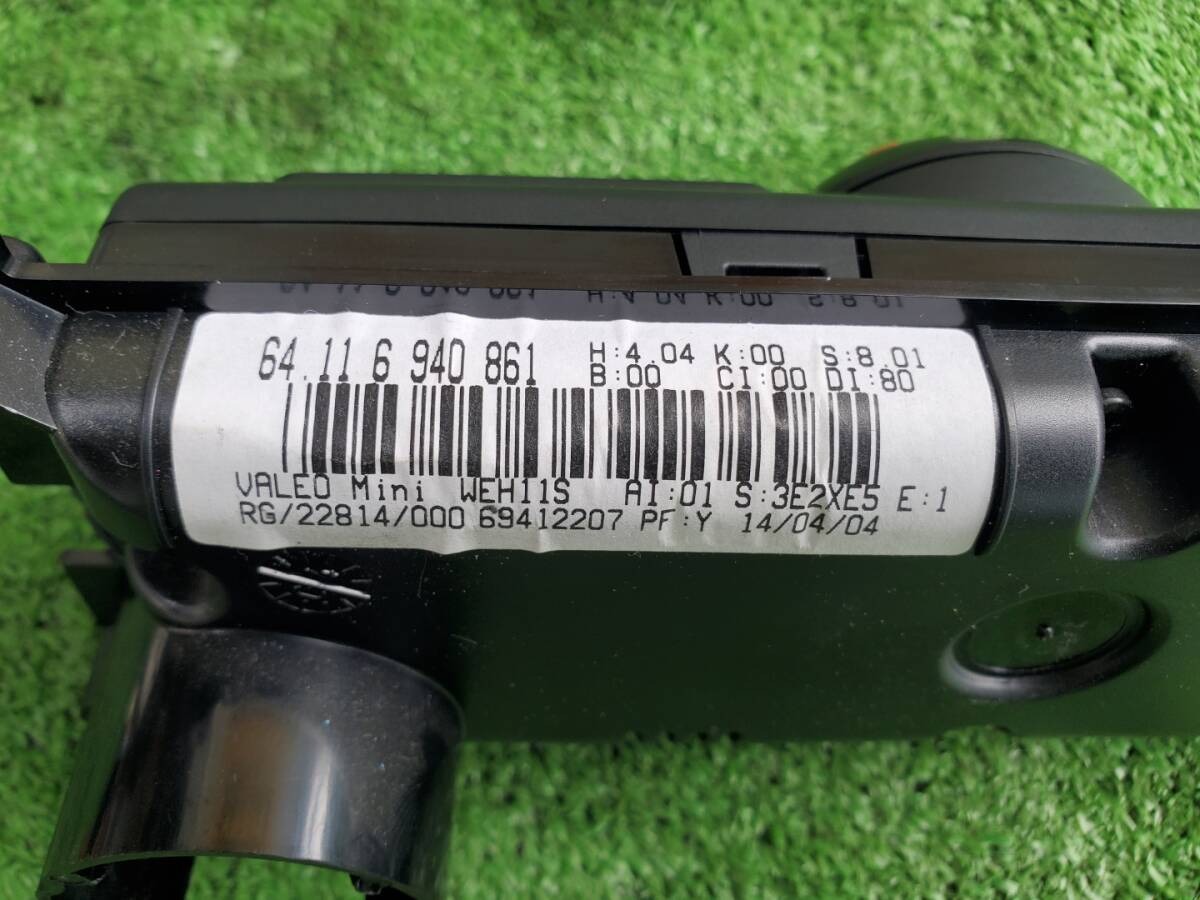 64.11 6 940 861 H:4.04 K:00 S:8.01
B:00 CI:00 DI:80
VALEO Mini WEH11S AI:01 S:3E2XE5 E:1
RG/22814/000 69412207 PF:Y 14/04/04